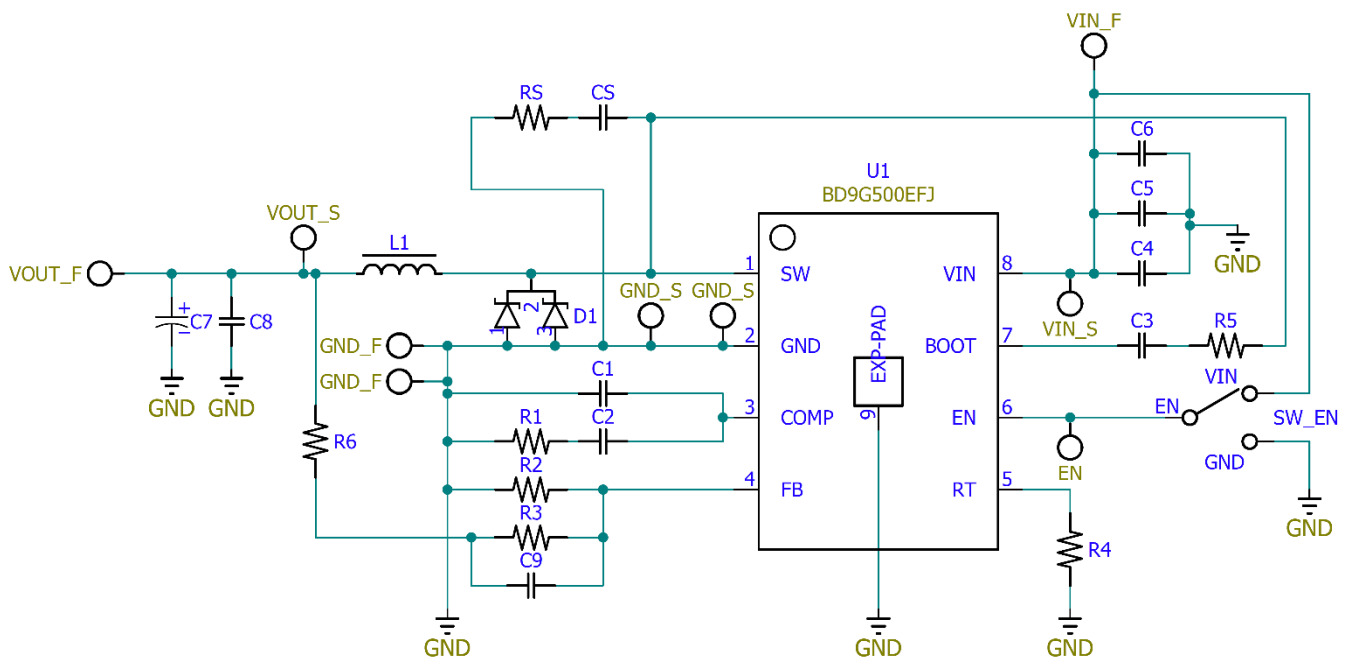 VIN_F
RS CS
C6
U1
BD9G500EFJ
C5
VOUT_S
L1
VOUT_F
C4
GND
1 SW VIN 8
GND_S GND_S
2
1 3 D1
+
C7
–
C8
VIN_S
C3 R5
GND_F
2 GND BOOT 7
EXP-PAD
9
GND_F
C1
VIN
GND GND
EN
SW_EN
3 COMP EN 6
R1 C2
R6
GND
EN
R2
4 FB RT 5
R3
GND
C9
R4
GND GND GND